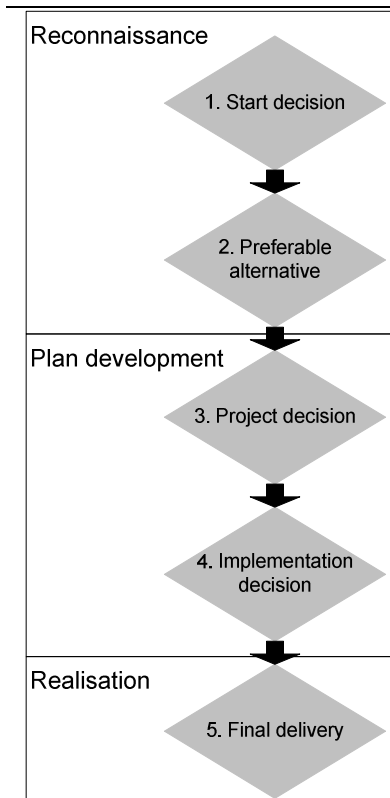 Reconnaissance
1. Start decision
2. Preferable
alternative
Plan development
3. Project decision
4. Implementation
decision
Realisation
5. Final delivery